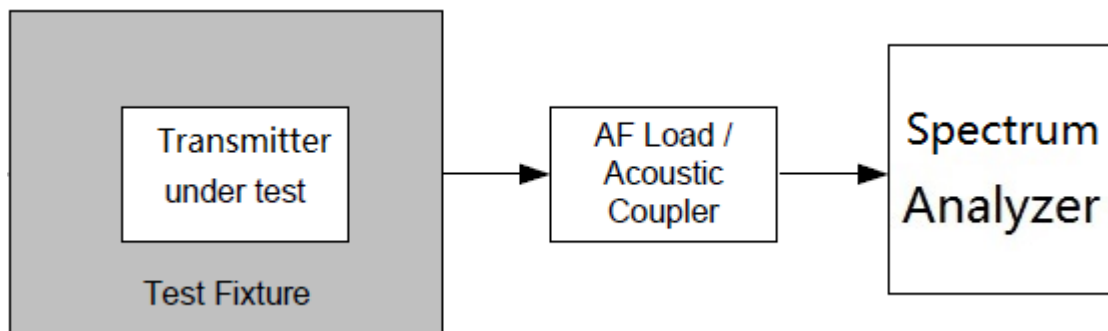 Transmitter
under test
Test Fixture
AF Load /
Acoustic
Coupler
Spectrum
Analyzer